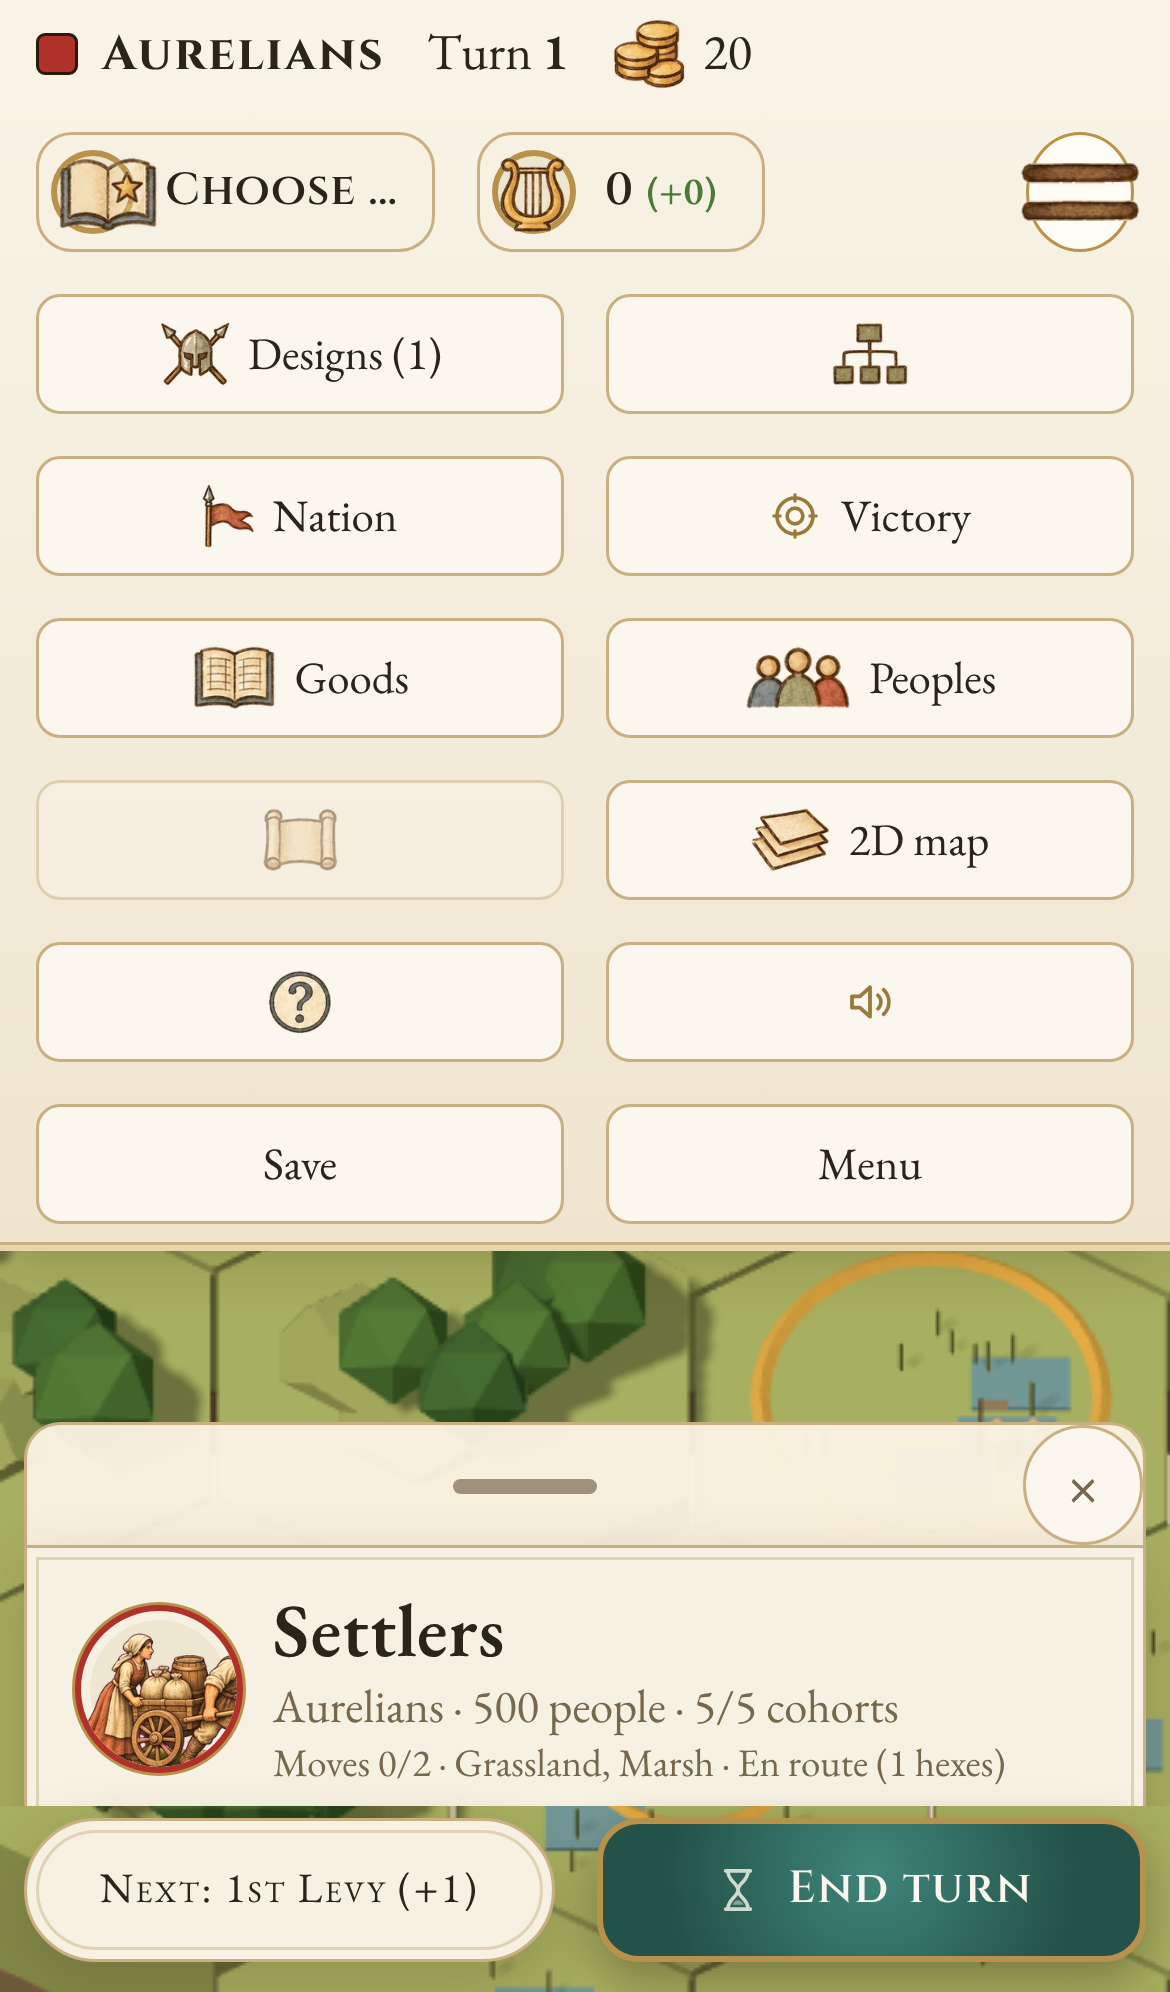 AURELIANS Turn 1 20
CHOOSE ... 0 (+0)
Designs (1)
Nation Victory
Goods Peoples
2D map
?
Save Menu
×
Settlers
Aurelians · 500 people · 5/5 cohorts
Moves 0/2 · Grassland, Marsh · En route (1 hexes)
NEXT: 1ST LEVY (+1) END TURN